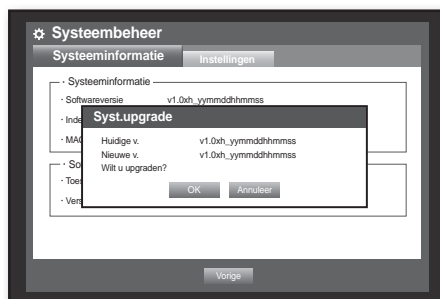 Systeembeheer
Systeeminformatie
Instellingen
· Systeeminformatie
· Softwareversie v1.0xh_yymmddhhmmss
Syst.upgrade
Huidige v. v1.0xh_yymmddhhmmss
Nieuwe v. v1.0xh_yymmddhhmmss
Wilt u upgraden?
OK
Annuleer
Vorige